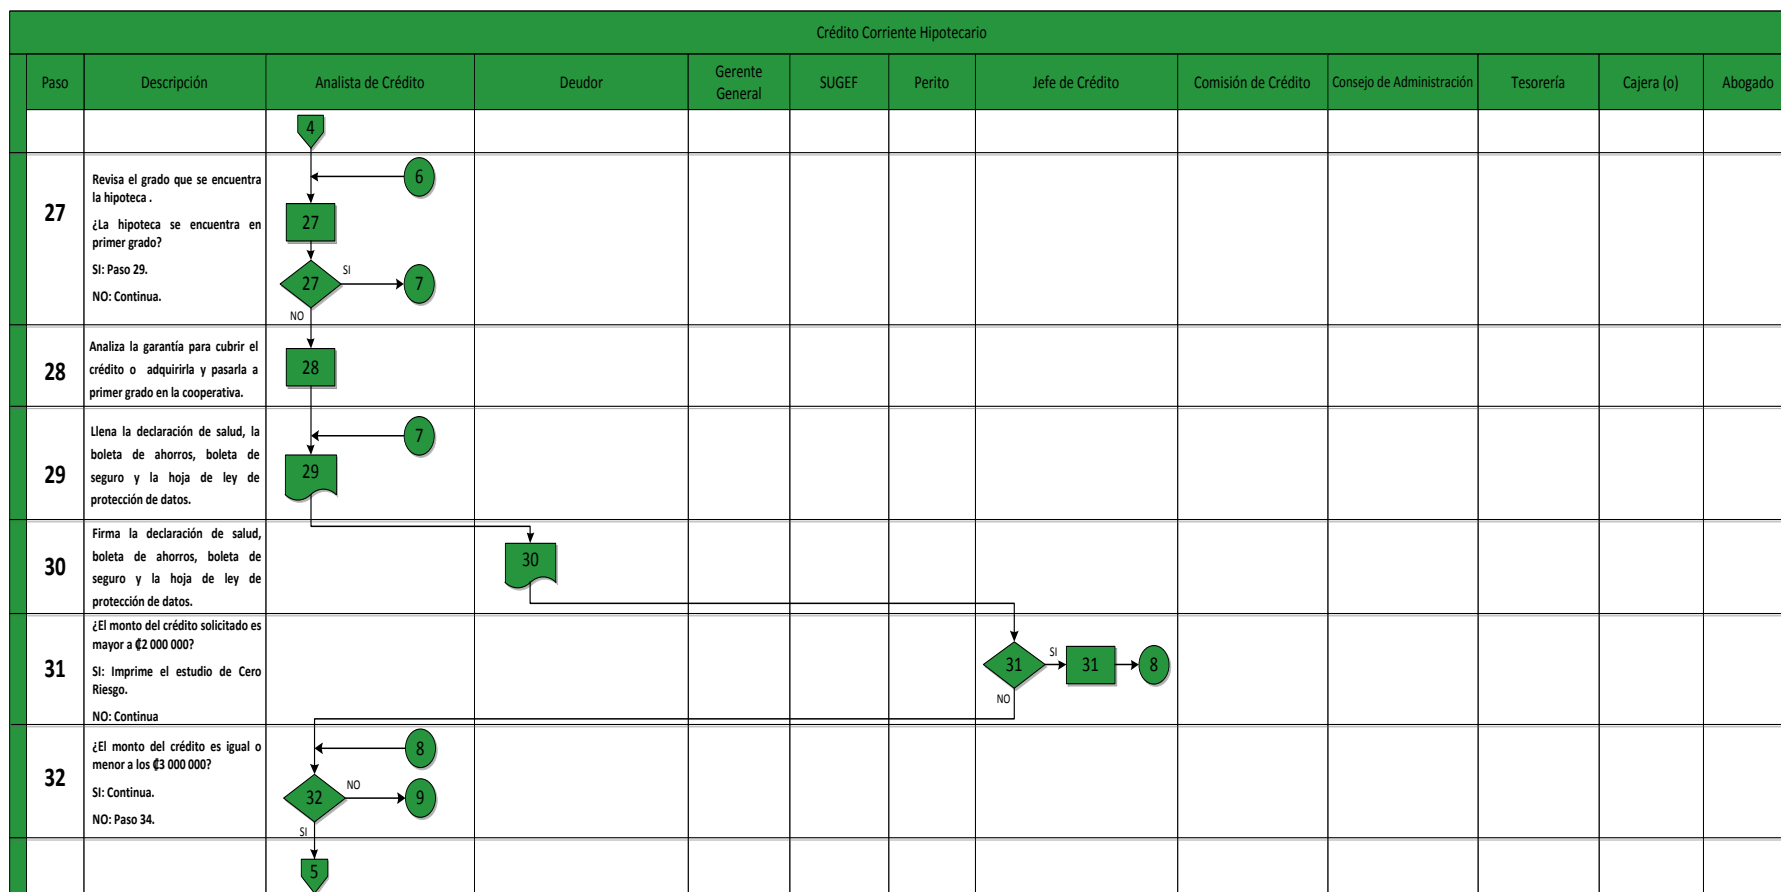 Crédito Corriente Hipotecario
Paso
Descripción
Analista de Crédito
Deudor
Gerente
General
SUGEF
Perito
Jefe de Crédito
Comisión de Crédito
Consejo de Administración
Tesorería
Cajera (o)
Abogado
4
27
Revisa el grado que se encuentra
la hipoteca .
¿La hipoteca se encuentra en
primer grado?
SI: Paso 29.
NO: Continua.
6
27
27
SI
7
NO
28
Analiza la garantía para cubrir el
crédito o adquirirla y pasarla a
primer grado en la cooperativa.
28
29
Llena la declaración de salud, la
boleta de ahorros, boleta de
seguro y la hoja de ley de
protección de datos.
7
29
30
Firma la declaración de salud,
boleta de ahorros, boleta de
seguro y la hoja de ley de
protección de datos.
30
31
¿El monto del crédito solicitado es
mayor a ₡2 000 000?
SI: Imprime el estudio de Cero
Riesgo.
NO: Continua
31
SI
31
8
NO
32
¿El monto del crédito es igual o
menor a los ₡3 000 000?
SI: Continua.
NO: Paso 34.
8
32
NO
9
SI
5